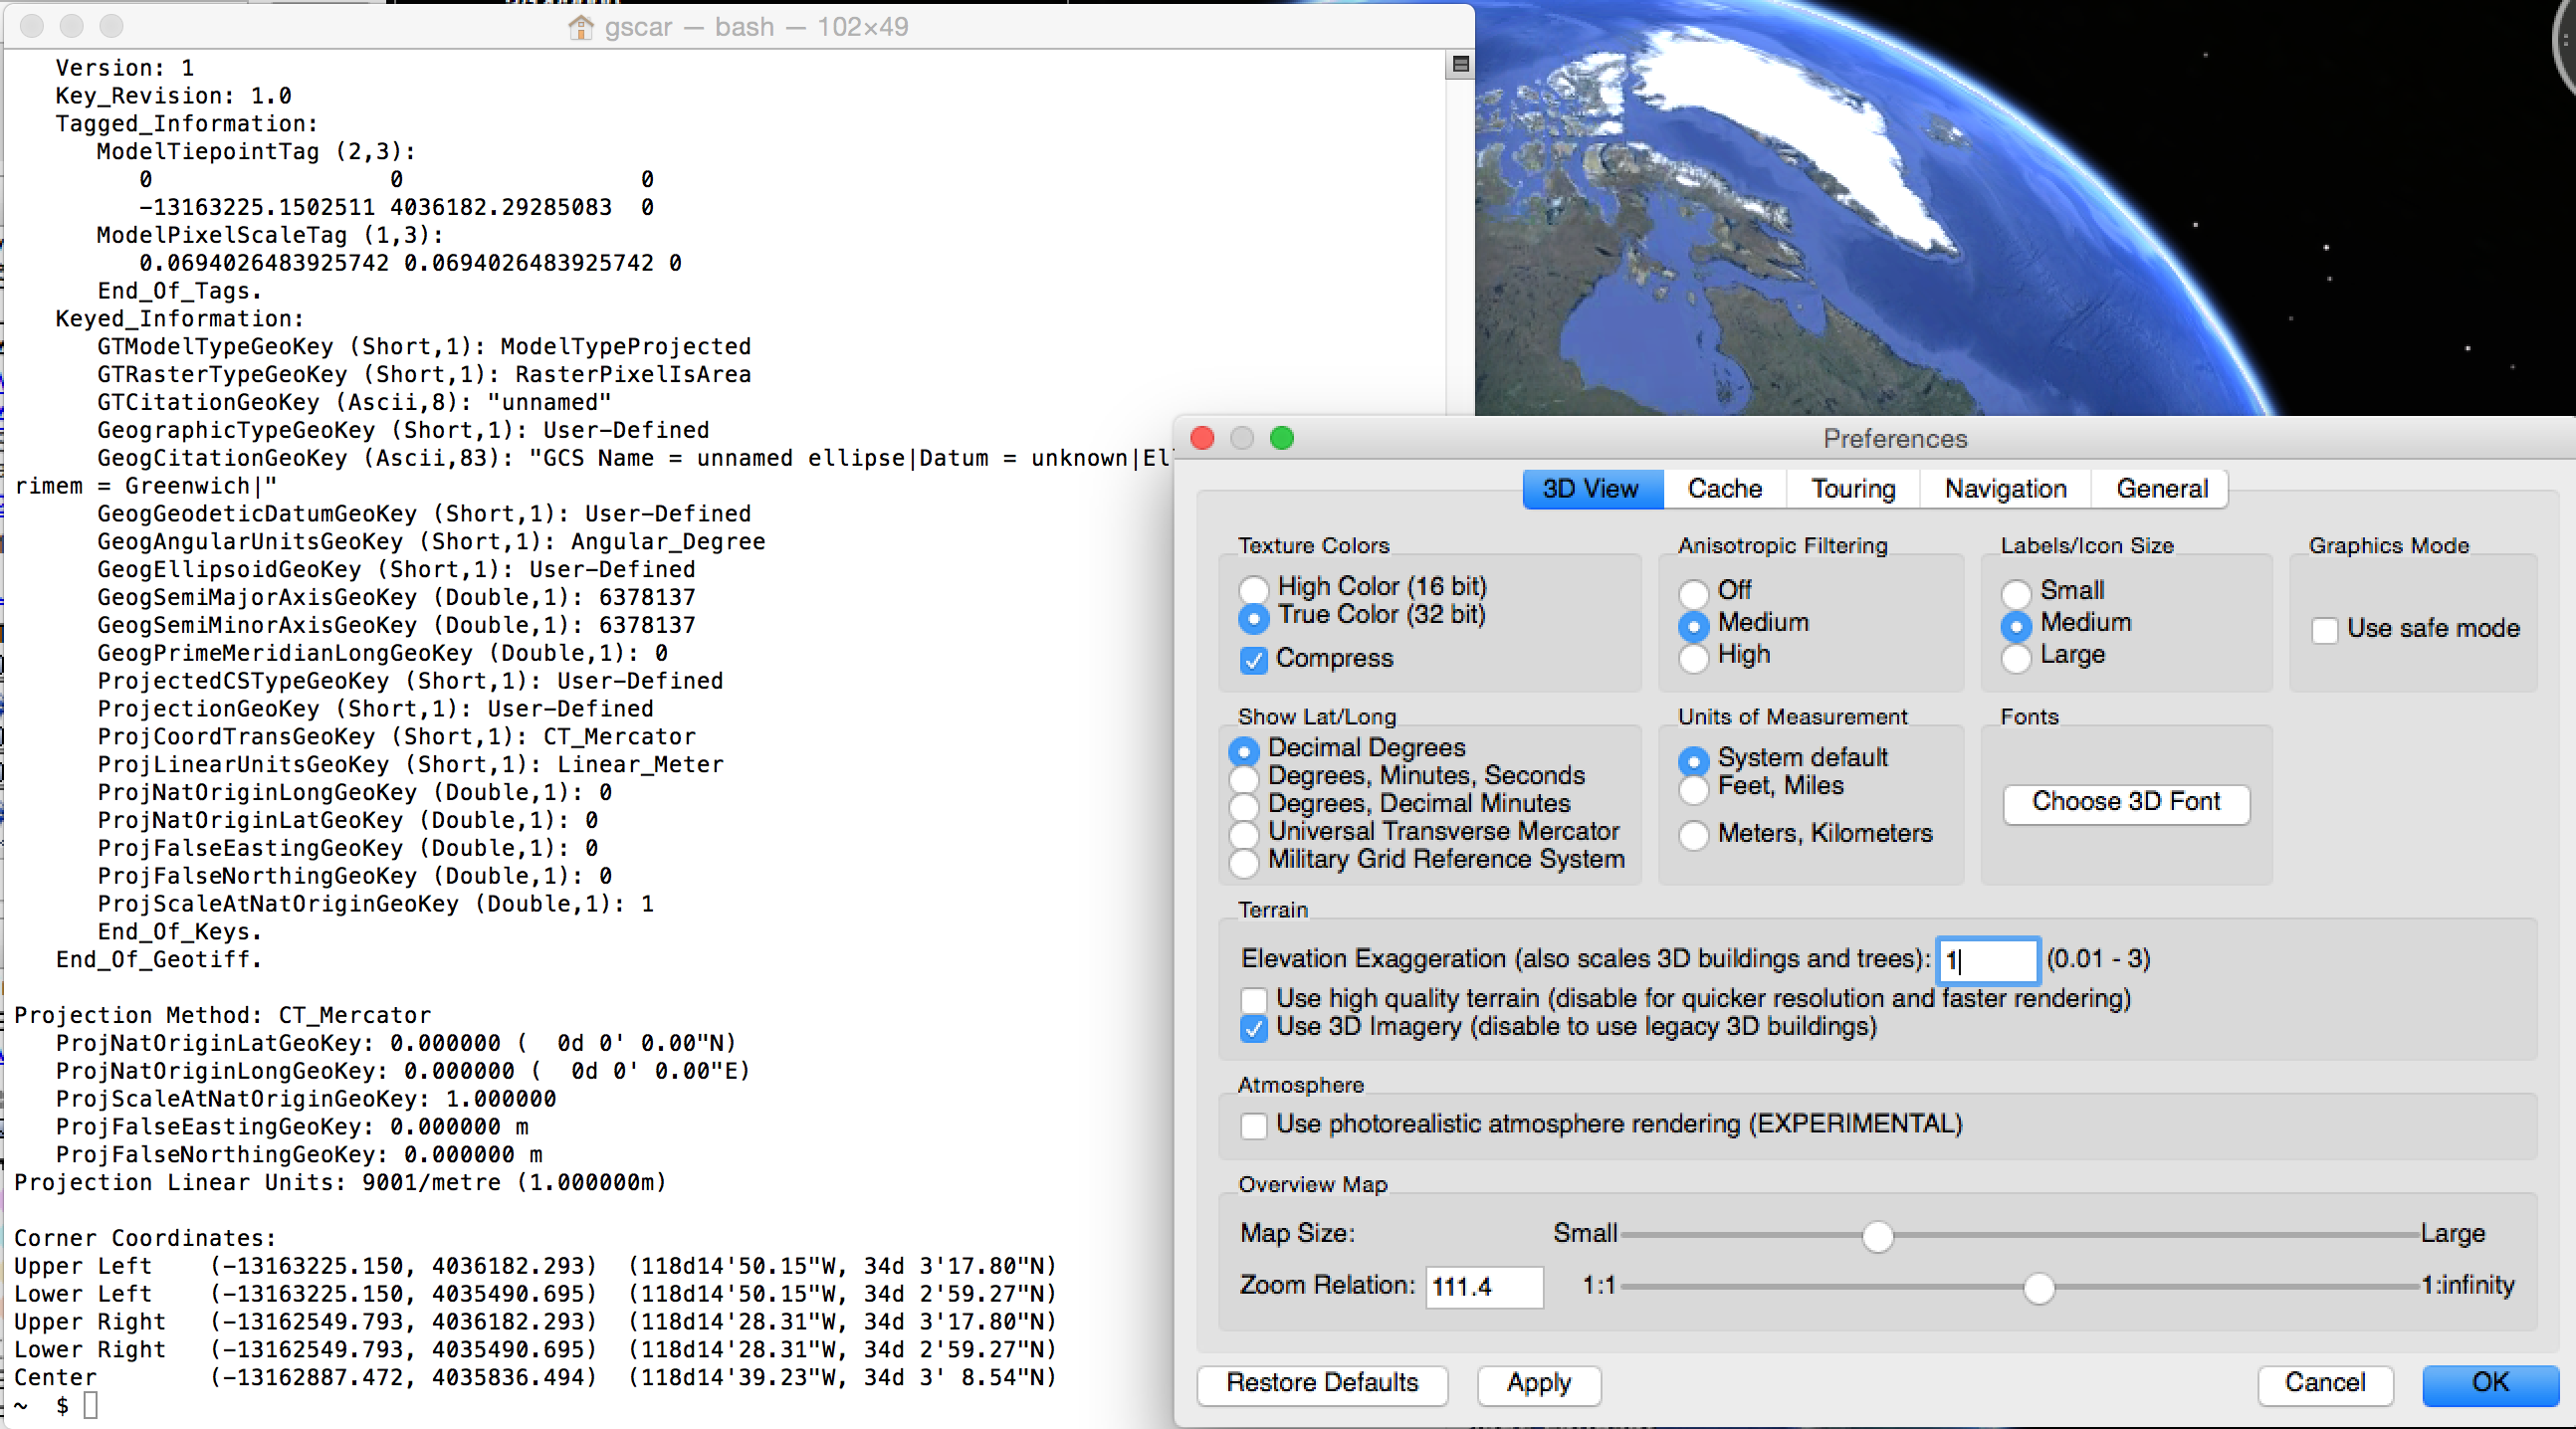 gscar — bash — 102×49
Version: 1
Key_Revision: 1.0
Tagged_Information:
ModelTiepointTag (2,3):
0 0 0
-13163225.1502511 4036182.29285083 0
ModelPixelScaleTag (1,3):
0.0694026483925742 0.0694026483925742 0
End_Of_Tags.
Keyed_Information:
GTModelTypeGeoKey (Short,1): ModelTypeProjected
GTRasterTypeGeoKey (Short,1): RasterPixelIsArea
GTCitationGeoKey (Ascii,8): "unnamed"
GeographicTypeGeoKey (Short,1): User-Defined
GeogCitationGeoKey (Ascii,83): "GCS Name = unnamed ellipse|Datum = unknown|El
rimem = Greenwich|"
GeogGeodeticDatumGeoKey (Short,1): User-Defined
GeogAngularUnitsGeoKey (Short,1): Angular_Degree
GeogEllipsoidGeoKey (Short,1): User-Defined
GeogSemiMajorAxisGeoKey (Double,1): 6378137
GeogSemiMinorAxisGeoKey (Double,1): 6378137
GeogPrimeMeridianLongGeoKey (Double,1): 0
ProjectedCSTypeGeoKey (Short,1): User-Defined
ProjectionGeoKey (Short,1): User-Defined
ProjCoordTransGeoKey (Short,1): CT_Mercator
ProjLinearUnitsGeoKey (Short,1): Linear_Meter
ProjNatOriginLongGeoKey (Double,1): 0
ProjNatOriginLatGeoKey (Double,1): 0
ProjFalseEastingGeoKey (Double,1): 0
ProjFalseNorthingGeoKey (Double,1): 0
ProjScaleAtNatOriginGeoKey (Double,1): 1
End_Of_Keys.
End_Of_Geotiff.
Projection Method: CT_Mercator
ProjNatOriginLatGeoKey: 0.000000 (  0d 0' 0.00"N)
ProjNatOriginLongGeoKey: 0.000000 (  0d 0' 0.00"E)
ProjScaleAtNatOriginGeoKey: 1.000000
ProjFalseEastingGeoKey: 0.000000 m
ProjFalseNorthingGeoKey: 0.000000 m
Projection Linear Units: 9001/metre (1.000000m)
Corner Coordinates:
Upper Left (-13163225.150, 4036182.293) (118d14'50.15"W, 34d 3'17.80"N)
Lower Left (-13163225.150, 4035490.695) (118d14'50.15"W, 34d 2'59.27"N)
Upper Right (-13162549.793, 4036182.293) (118d14'28.31"W, 34d 3'17.80"N)
Lower Right (-13162549.793, 4035490.695) (118d14'28.31"W, 34d 2'59.27"N)
Center (-13162887.472, 4035836.494) (118d14'39.23"W, 34d 3' 8.54"N)
~ $
Preferences
3D View Cache Touring Navigation General
Texture Colors
High Color (16 bit)
True Color (32 bit)
Compress
Anisotropic Filtering
Off
Medium
High
Labels/Icon Size
Small
Medium
Large
Graphics Mode
Use safe mode
Show Lat/Long
Decimal Degrees
Degrees, Minutes, Seconds
Degrees, Decimal Minutes
Universal Transverse Mercator
Military Grid Reference System
Units of Measurement
System default
Feet, Miles
Meters, Kilometers
Fonts
Choose 3D Font
Terrain
Elevation Exaggeration (also scales 3D buildings and trees): 1 (0.01 - 3)
Use high quality terrain (disable for quicker resolution and faster rendering)
Use 3D Imagery (disable to use legacy 3D buildings)
Atmosphere
Use photorealistic atmosphere rendering (EXPERIMENTAL)
Overview Map
Map Size: Small Large
Zoom Relation: 111.4 1:1 1:infinity
Restore Defaults Apply Cancel OK